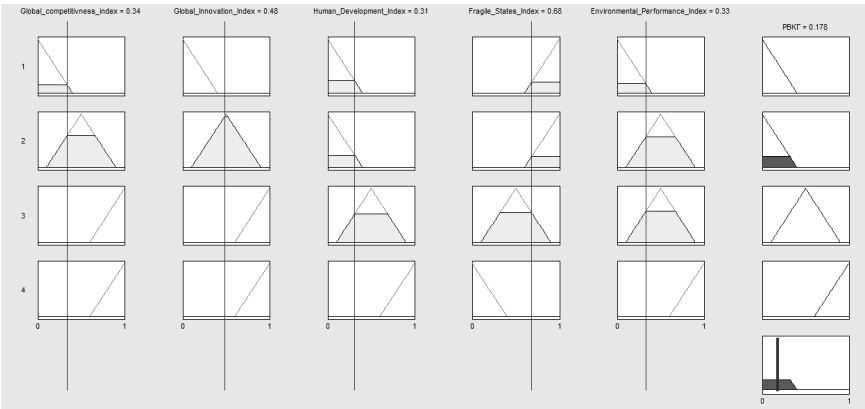 Global_competitivness_index = 0.34
Global_Innovation_Index = 0.48
Human_Development_Index = 0.31
Fragile_States_Index = 0.68
Environmental_Performance_Index = 0.33
РВКГ = 0.178
1
2
3
4
0 1
0 1
0 1
0 1
0 1
0 1